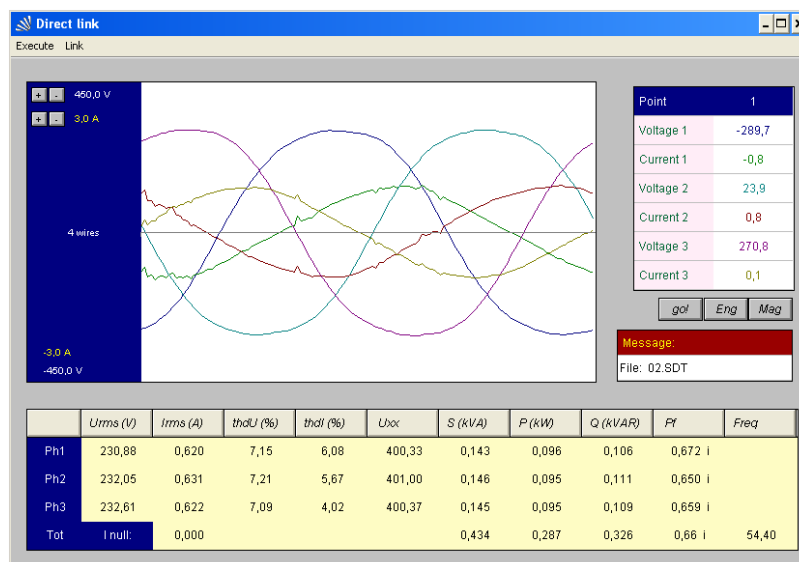 Direct link
Execute Link
+ - 450,0 V
+ - 3,0 A
4 wires
-3,0 A
-450,0 V
Point 1
Voltage 1 -289,7
Current 1 -0,8
Voltage 2 23,9
Current 2 0,8
Voltage 3 270,8
Current 3 0,1
go! Eng Mag
Message:
File: 02.SDT
Urms (V) Irms (A) thdU (%) thdI (%) Uxx S (kVA) P (kW) Q (kVAR) Pf Freq
Ph1 230,88 0,620 7,15 6,08 400,33 0,143 0,096 0,106 0,672 i
Ph2 232,05 0,631 7,21 5,67 401,00 0,146 0,095 0,111 0,650 i
Ph3 232,61 0,622 7,09 4,02 400,37 0,145 0,095 0,109 0,659 i
Tot I null: 0,000 0,434 0,287 0,326 0,66 i 54,40